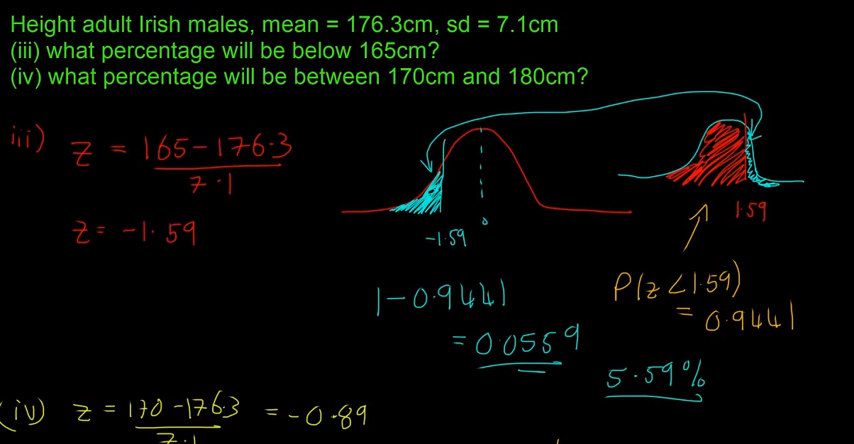 Height adult Irish males, mean = 176.3cm, sd = 7.1cm
(iii) what percentage will be below 165cm?
(iv) what percentage will be between 170cm and 180cm?
iii) z = 165-176.3
7.1
z = -1.59
-1.59
0
1.59
1-0.9441
= 0.0559
P(z<1.59)
= 0.9441
5.59%
(iv) z = 170-176.3 = -0.89
7.1